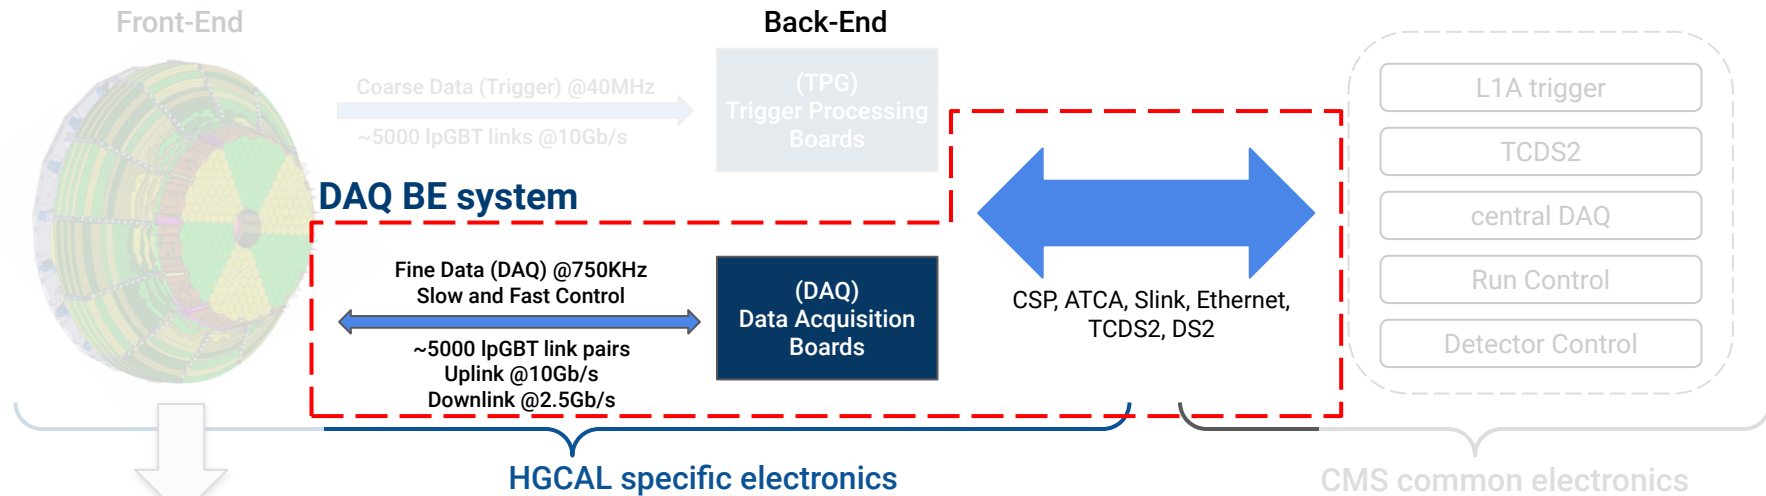 Front-End
Back-End
Coarse Data (Trigger) @40MHz
~5000 lpGBT links @10Gb/s
(TPG)
Trigger Processing
Boards
DAQ BE system
Fine Data (DAQ) @750KHz
Slow and Fast Control
~5000 lpGBT link pairs
Uplink @10Gb/s
Downlink @2.5Gb/s
(DAQ)
Data Acquisition
Boards
CSP, ATCA, Slink, Ethernet,
TCDS2, DS2
L1A trigger
TCDS2
central DAQ
Run Control
Detector Control
HGCAL specific electronics
CMS common electronics